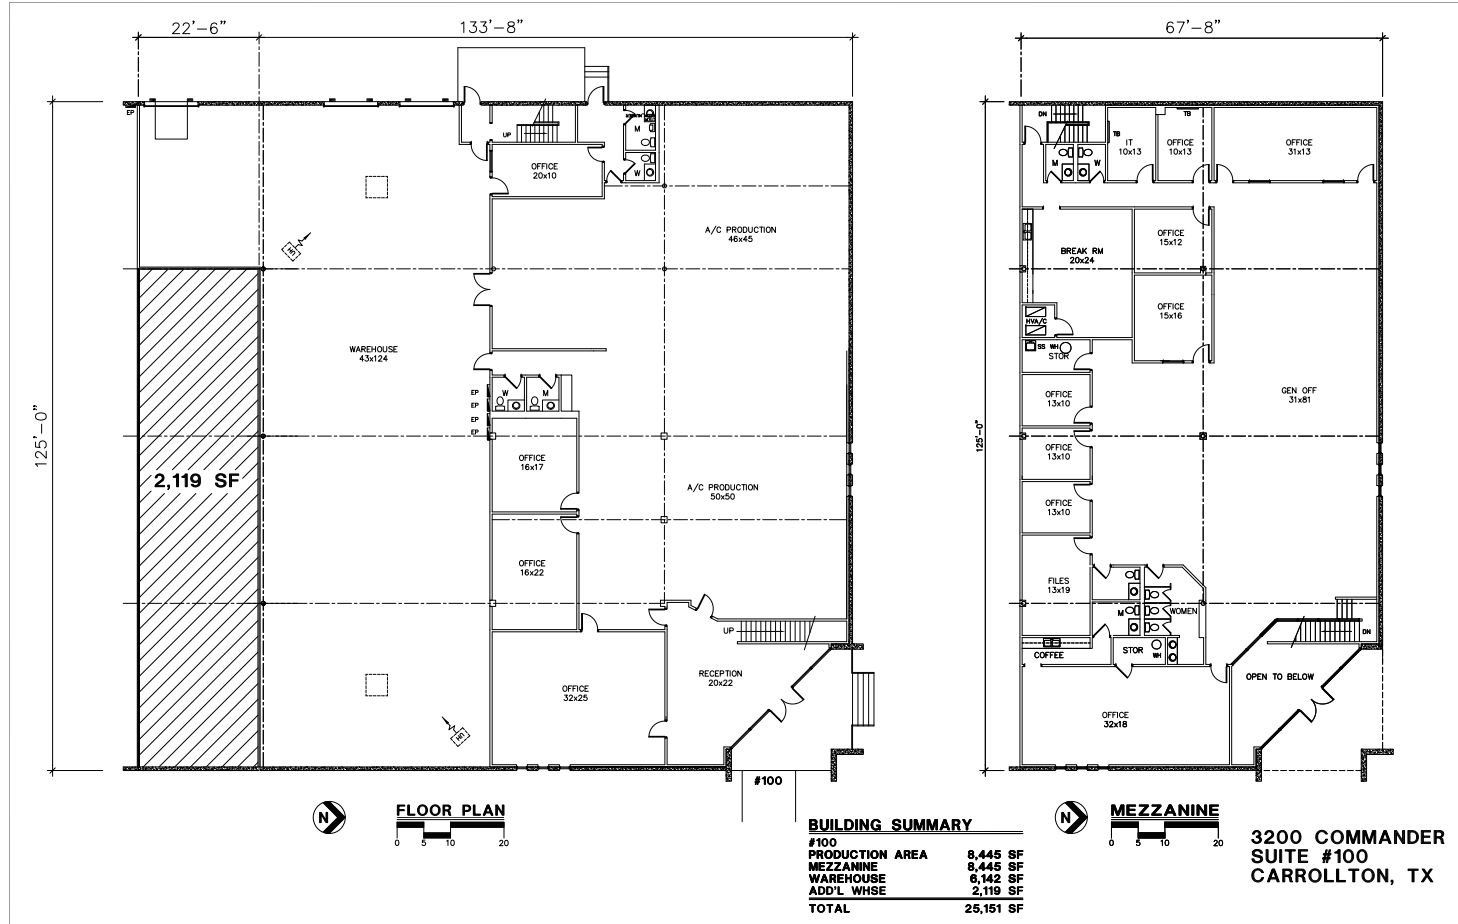 22'-6" 133'-8" 67'-8"
EP
UP
OFFICE
20x10
M
W
A/C PRODUCTION
46x45
UH
WAREHOUSE
43x124
W M
EP
EP
EP
EP
OFFICE
16x17
125'-0"
2,119 SF
A/C PRODUCTION
50x50
OFFICE
16x22
UP
RECEPTION
20x22
OFFICE
32x25
UH
#100
DN
TB
TB
IT
10x13
OFFICE
10x13
OFFICE
31x13
M W
OFFICE
15x12
BREAK RM
20x24
OFFICE
15x16
HVA/C
SS WH
STOR
OFFICE
13x10
GEN OFF
31x81
125'-0"
OFFICE
13x10
OFFICE
13x10
FILES
13x19
M
WOMEN
DN
COFFEE
STOR
WH
OPEN TO BELOW
OFFICE
32x18
N
FLOOR PLAN
0 5 10 20
N
MEZZANINE
0 5 10 20
BUILDING SUMMARY
#100
PRODUCTION AREA 8,445 SF
MEZZANINE 8,445 SF
WAREHOUSE 6,142 SF
ADD'L WHSE 2,119 SF
TOTAL 25,151 SF
3200 COMMANDER
SUITE #100
CARROLLTON, TX